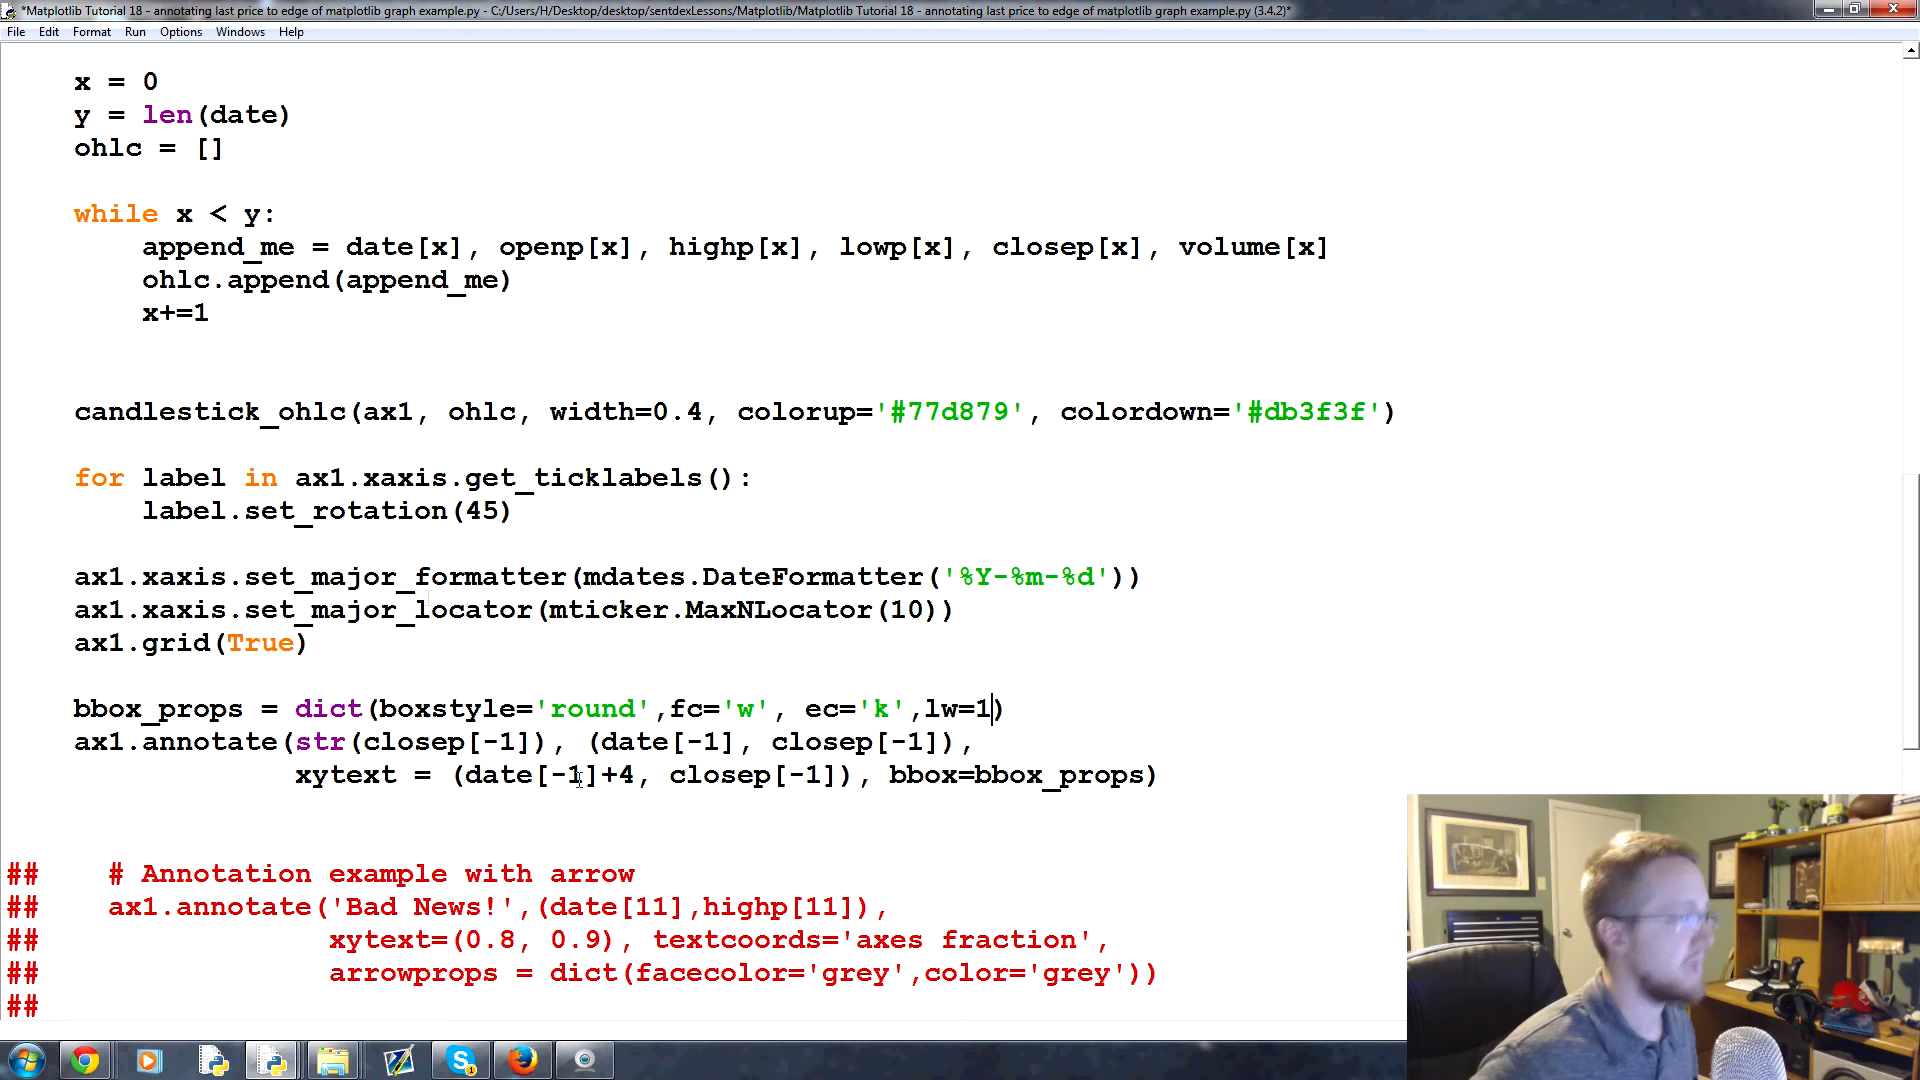 *Matplotlib Tutorial 18 - annotating last price to edge of matplotlib graph example.py - C:/Users/H/Desktop/desktop/sentdexLessons/Matplotlib/Matplotlib Tutorial 18 - annotating last price to edge of matplotlib graph example.py (3.4.2)*
File Edit Format Run Options Windows Help
x = 0
y = len(date)
ohlc = []
while x < y:
append_me = date[x], openp[x], highp[x], lowp[x], closep[x], volume[x]
ohlc.append(append_me)
x+=1
candlestick_ohlc(ax1, ohlc, width=0.4, colorup='#77d879', colordown='#db3f3f')
for label in ax1.xaxis.get_ticklabels():
label.set_rotation(45)
ax1.xaxis.set_major_formatter(mdates.DateFormatter('%Y-%m-%d'))
ax1.xaxis.set_major_locator(mticker.MaxNLocator(10))
ax1.grid(True)
bbox_props = dict(boxstyle='round',fc='w', ec='k',lw=1)
ax1.annotate(str(closep[-1]), (date[-1], closep[-1]),
xytext = (date[-1]+4, closep[-1]), bbox=bbox_props)
## # Annotation example with arrow
## ax1.annotate('Bad News!',(date[11],highp[11]),
## xytext=(0.8, 0.9), textcoords='axes fraction',
## arrowprops = dict(facecolor='grey',color='grey'))
##